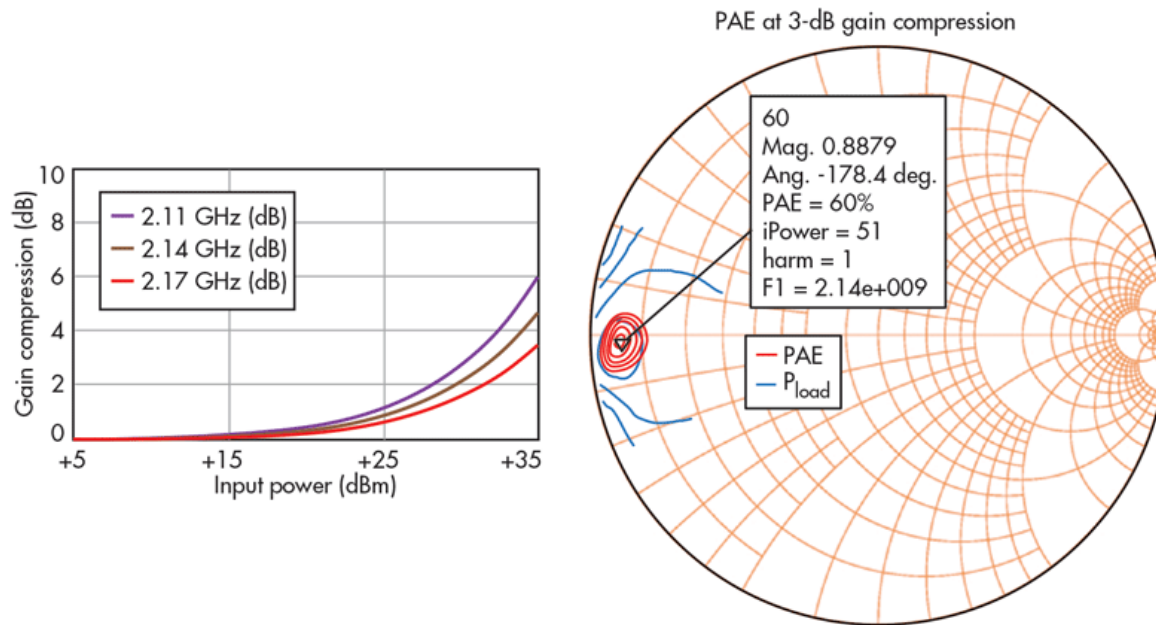 PAE at 3-dB gain compression
60
Mag. 0.8879
Ang. -178.4 deg.
PAE = 60%
iPower = 51
harm = 1
F1 = 2.14e+009
PAE
P_load
Gain compression (dB)
10
8
6
4
2
0
2.11 GHz (dB)
2.14 GHz (dB)
2.17 GHz (dB)
+5
+15
+25
+35
Input power (dBm)